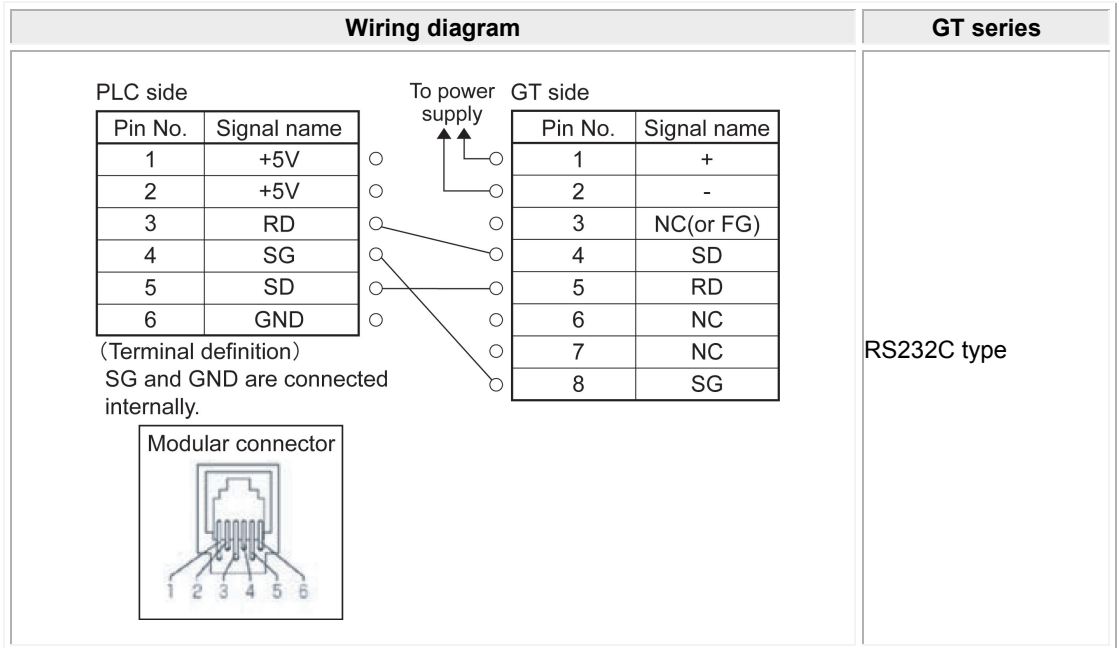 Wiring diagram GT series
PLC side To power supply GT side
Pin No. Signal name Pin No. Signal name
1 +5V 1 +
2 +5V 2 -
3 RD 3 NC(or FG)
4 SG 4 SD
5 SD 5 RD
6 GND 6 NC
（Terminal definition） 7 NC RS232C type
SG and GND are connected 8 SG
internally.
Modular connector
1 2 3 4 5 6